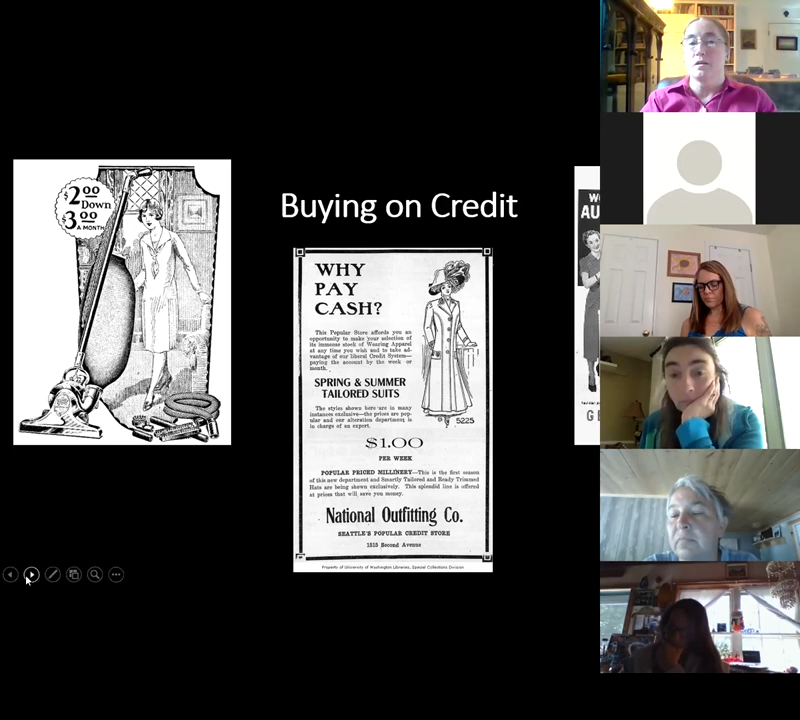 Buying on Credit
$2.00
Down
$3.00
A MONTH
WHY
PAY
CASH?
This Popular Store affords you an
opportunity to make your selection of
its immense stock of Wearing Apparel
at any time you wish and to take ad-
vantage of our liberal Credit System—
paying the account by the week or
month.
SPRING & SUMMER
TAILORED SUITS
The styles shown here are in many
instances exclusive—the prices are pop-
ular and our alteration department is
in charge of an expert.
5225
$1.00
PER WEEK
POPULAR PRICED MILLINERY—This is the first season
of this new department and Smartly Tailored and Ready Trimmed
Hats are being shown exclusively. This splendid line is offered
at prices that will save you money.
National Outfitting Co.
SEATTLE'S POPULAR CREDIT STORE
1515 Second Avenue
Property of University of Washington Libraries, Special Collections Division
AU
GE